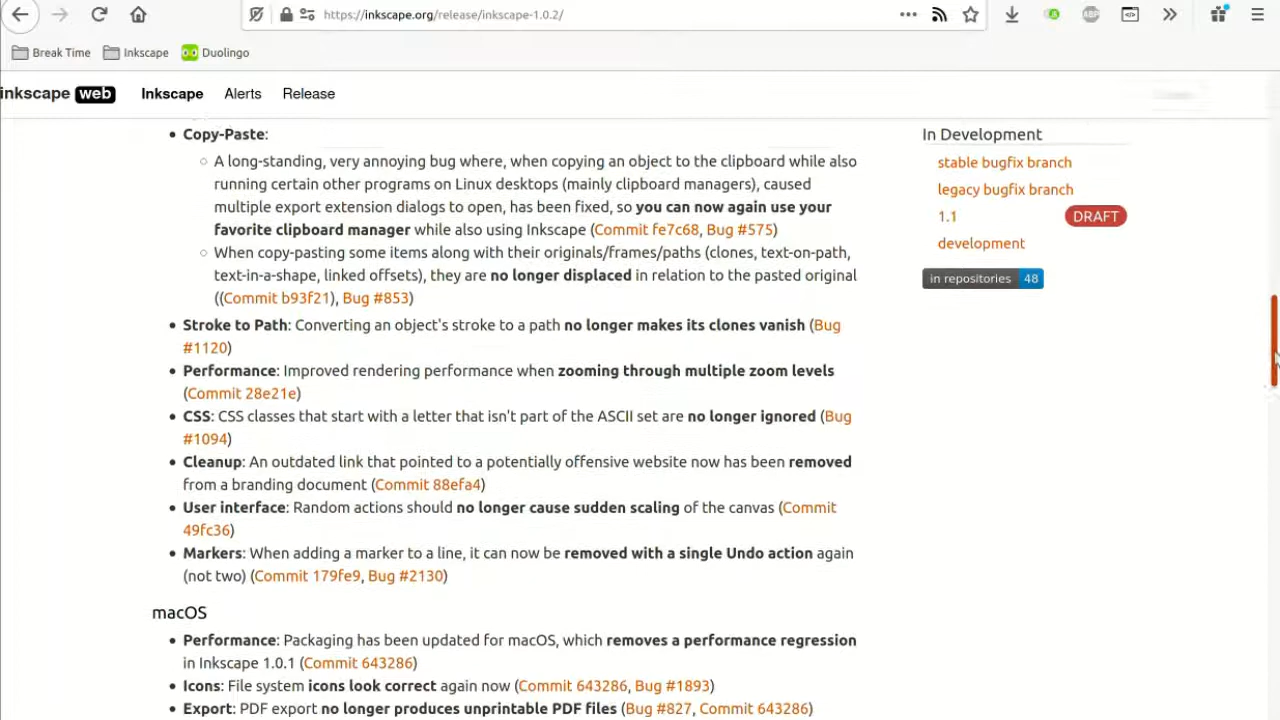 https://inkscape.org/release/inkscape-1.0.2/
ABP
Break Time
Inkscape
Duolingo
inkscape web
Inkscape
Alerts
Release
Copy-Paste:
A long-standing, very annoying bug where, when copying an object to the clipboard while also
running certain other programs on Linux desktops (mainly clipboard managers), caused
multiple export extension dialogs to open, has been fixed, so you can now again use your
favorite clipboard manager while also using Inkscape (Commit fe7c68, Bug #575)
When copy-pasting some items along with their originals/frames/paths (clones, text-on-path,
text-in-a-shape, linked offsets), they are no longer displaced in relation to the pasted original
((Commit b93f21), Bug #853)
Stroke to Path: Converting an object's stroke to a path no longer makes its clones vanish (Bug
#1120)
Performance: Improved rendering performance when zooming through multiple zoom levels
(Commit 28e21e)
CSS: CSS classes that start with a letter that isn't part of the ASCII set are no longer ignored (Bug
#1094)
Cleanup: An outdated link that pointed to a potentially offensive website now has been removed
from a branding document (Commit 88efa4)
User interface: Random actions should no longer cause sudden scaling of the canvas (Commit
49fc36)
Markers: When adding a marker to a line, it can now be removed with a single Undo action again
(not two) (Commit 179fe9, Bug #2130)
macOS
Performance: Packaging has been updated for macOS, which removes a performance regression
in Inkscape 1.0.1 (Commit 643286)
Icons: File system icons look correct again now (Commit 643286, Bug #1893)
Export: PDF export no longer produces unprintable PDF files (Bug #827, Commit 643286)
In Development
stable bugfix branch
legacy bugfix branch
1.1
DRAFT
development
in repositories 48